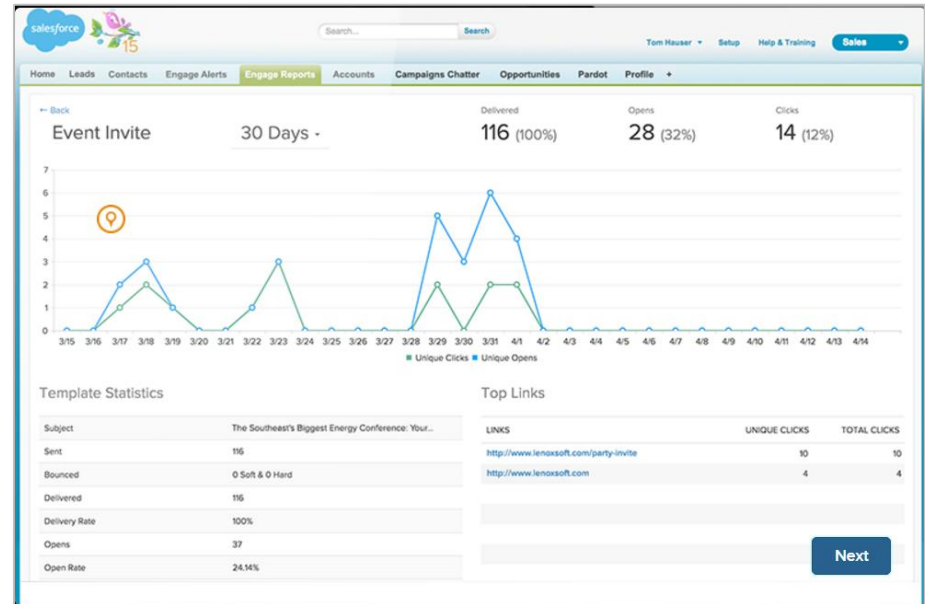 salesforce
15
Search...
Search
Tom Hauser
Setup
Help & Training
Sales
Home Leads Contacts Engage Alerts Engage Reports Accounts Campaigns Chatter Opportunities Pardot Profile +
← Back
Event Invite
30 Days -
Delivered
116 (100%)
Opens
28 (32%)
Clicks
14 (12%)
7
6
5
4
3
2
1
0
3/15 3/16 3/17 3/18 3/19 3/20 3/21 3/22 3/23 3/24 3/25 3/26 3/27 3/28 3/29 3/30 3/31 4/1 4/2 4/3 4/4 4/5 4/6 4/7 4/8 4/9 4/10 4/11 4/12 4/13 4/14
Unique Clicks Unique Opens
Template Statistics
Subject The Southeast's Biggest Energy Conference: Your...
Sent 116
Bounced 0 Soft & 0 Hard
Delivered 116
Delivery Rate 100%
Opens 37
Open Rate 24.14%
Top Links
LINKS UNIQUE CLICKS TOTAL CLICKS
http://www.lenoxsoft.com/party-invite 10 10
http://www.lenoxsoft.com 4 4
Next